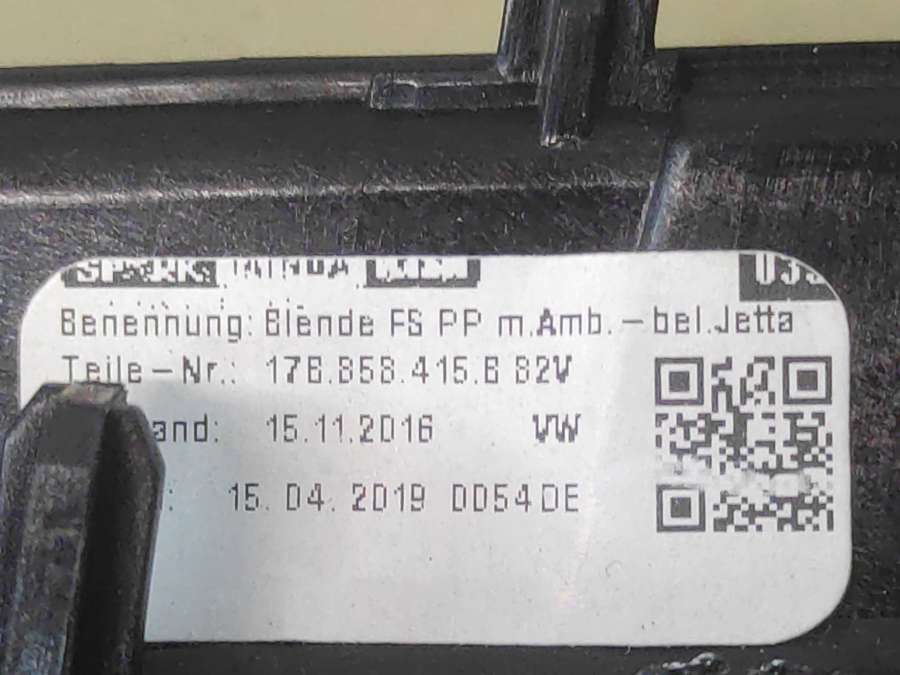 Benennung: Blende FS PP m.Amb.-bel.Jetta
Teile-Nr.: 17B.858.415.B 82V
and: 15.11.2016 VW
15.04.2019 0054DE